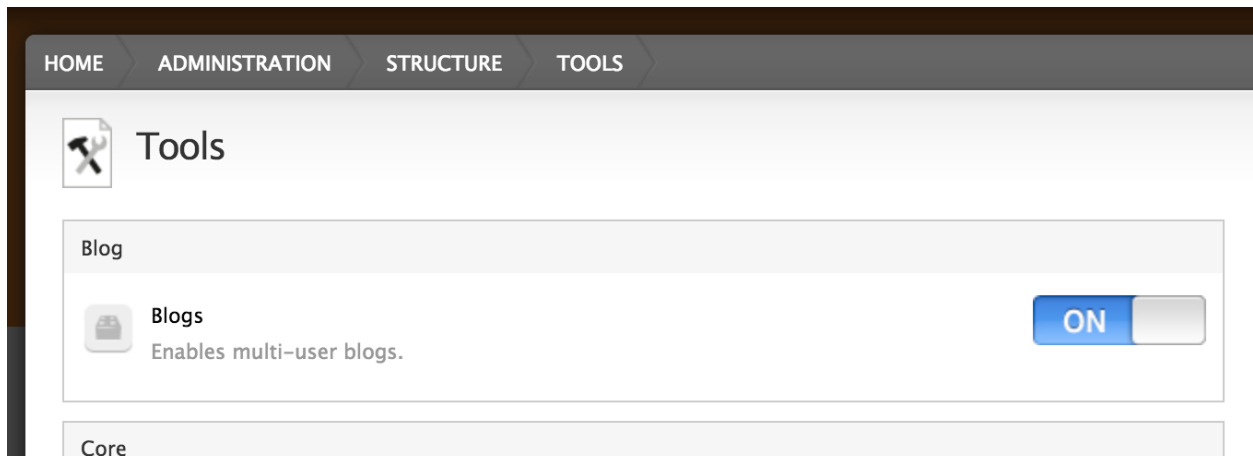 HOME ADMINISTRATION STRUCTURE TOOLS
Tools
Blog
Blogs
ON
Enables multi-user blogs.
Core